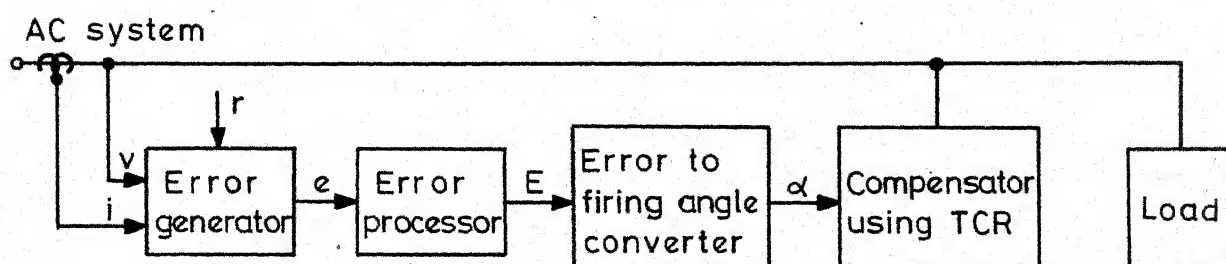 AC system
r
v
i
Error
generator
e
Error
processor
E
Error to
firing angle
converter
α
Compensator
using TCR
Load